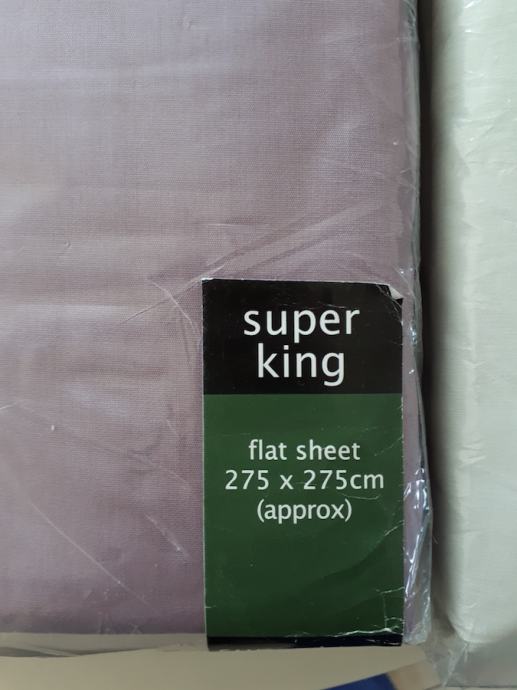 super
king
flat sheet
275 x 275cm
(approx)